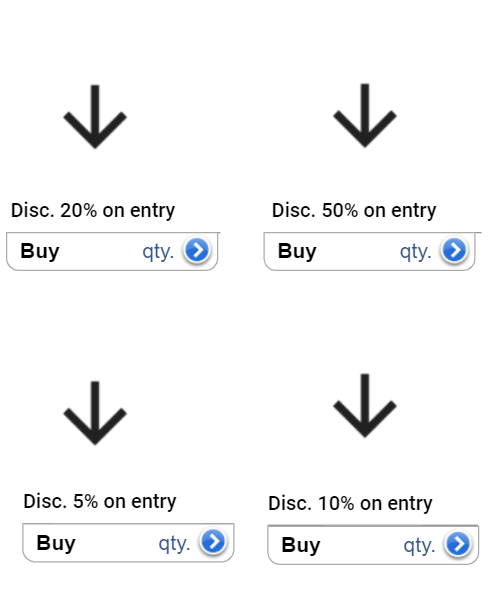 Disc. 20% on entry
Buy qty.
Disc. 50% on entry
Buy qty.
Disc. 5% on entry
Buy qty.
Disc. 10% on entry
Buy qty.